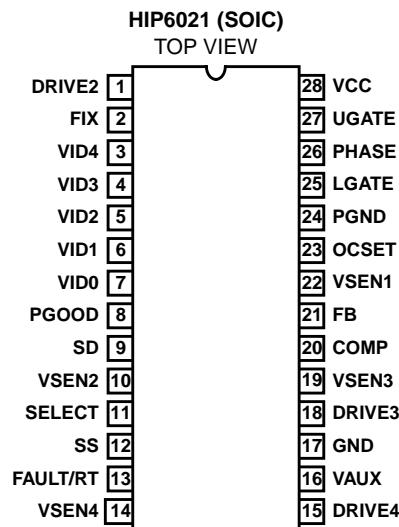 HIP6021 (SOIC)
TOP VIEW
DRIVE2 1 28 VCC
FIX 2 27 UGATE
VID4 3 26 PHASE
VID3 4 25 LGATE
VID2 5 24 PGND
VID1 6 23 OCSET
VID0 7 22 VSEN1
PGOOD 8 21 FB
SD 9 20 COMP
VSEN2 10 19 VSEN3
SELECT 11 18 DRIVE3
SS 12 17 GND
FAULT/RT 13 16 VAUX
VSEN4 14 15 DRIVE4